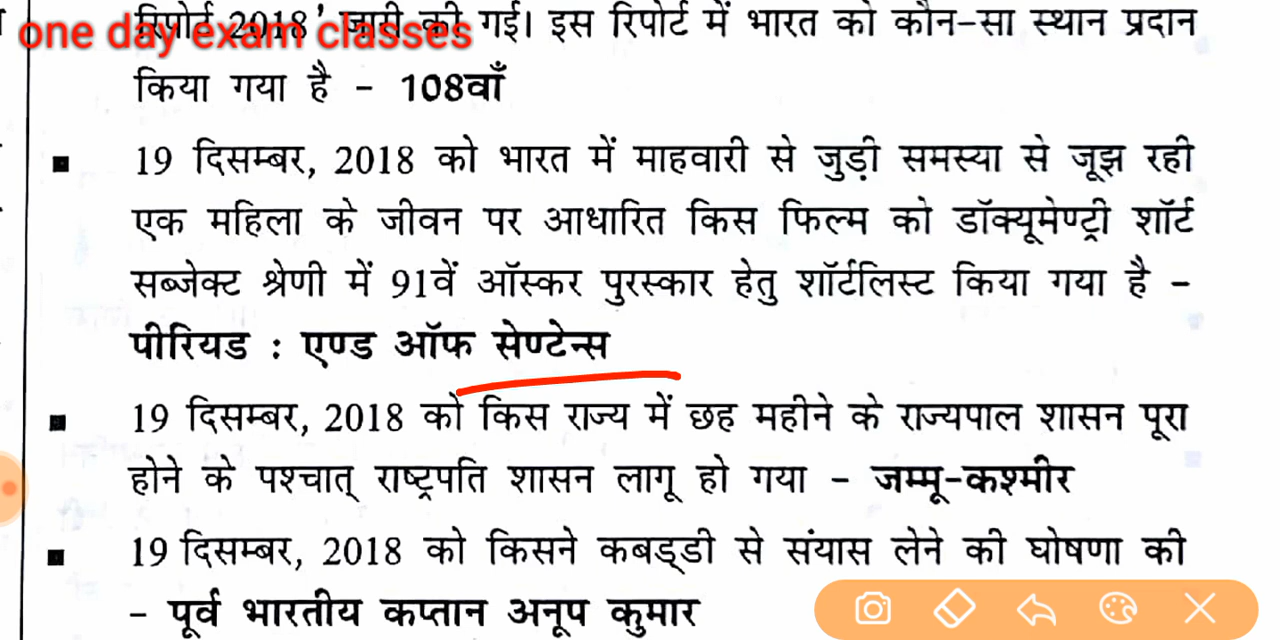 रिपोर्ट 2018' जारी की गई। इस रिपोर्ट में भारत को कौन-सा स्थान प्रदान
one day exam classes
किया गया है - 108वाँ
19 दिसम्बर, 2018 को भारत में माहवारी से जुड़ी समस्या से जूझ रही
एक महिला के जीवन पर आधारित किस फिल्म को डॉक्यूमेण्ट्री शॉर्ट
सब्जेक्ट श्रेणी में 91वें ऑस्कर पुरस्कार हेतु शॉर्टलिस्ट किया गया है -
पीरियड : एण्ड ऑफ सेण्टेन्स
19 दिसम्बर, 2018 को किस राज्य में छह महीने के राज्यपाल शासन पूरा
होने के पश्चात् राष्ट्रपति शासन लागू हो गया - जम्मू-कश्मीर
19 दिसम्बर, 2018 को किसने कबड्डी से संयास लेने की घोषणा की
- पूर्व भारतीय कप्तान अनूप कुमार